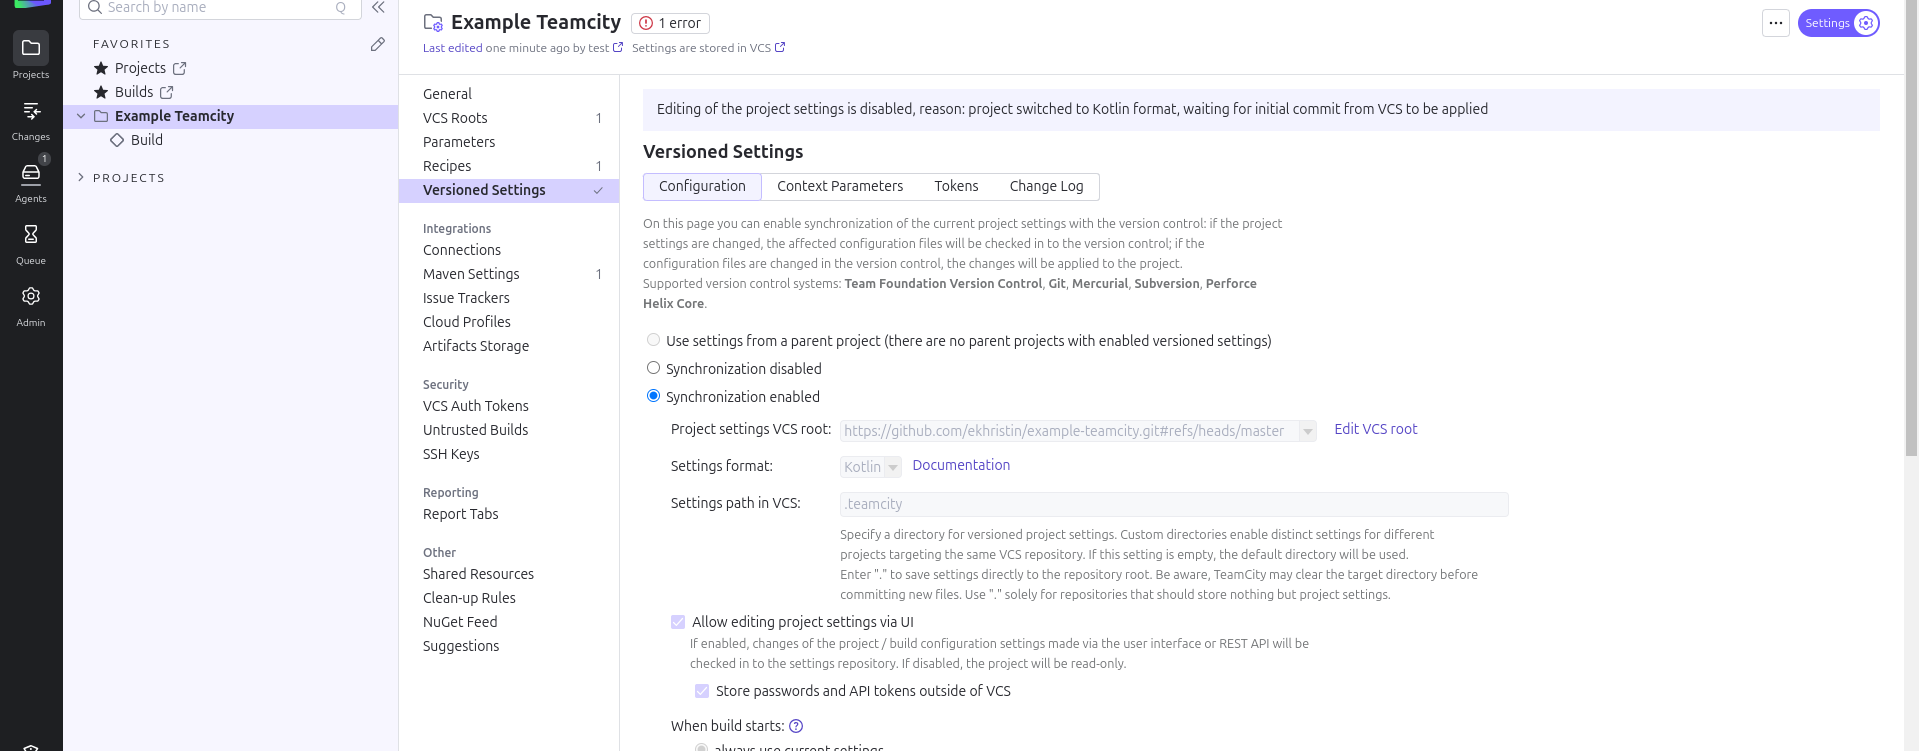 Search by name
Q
FAVORITES
Projects
Builds
Example Teamcity
Build
PROJECTS
Projects
Changes
1
Agents
Queue
Admin
Example Teamcity
1 error
Last edited one minute ago by test
Settings are stored in VCS
...
Settings
General
VCS Roots 1
Parameters
Recipes 1
Versioned Settings
Integrations
Connections
Maven Settings 1
Issue Trackers
Cloud Profiles
Artifacts Storage
Security
VCS Auth Tokens
Untrusted Builds
SSH Keys
Reporting
Report Tabs
Other
Shared Resources
Clean-up Rules
NuGet Feed
Suggestions
Editing of the project settings is disabled, reason: project switched to Kotlin format, waiting for initial commit from VCS to be applied
Versioned Settings
Configuration Context Parameters Tokens Change Log
On this page you can enable synchronization of the current project settings with the version control: if the project
settings are changed, the affected configuration files will be checked in to the version control; if the
configuration files are changed in the version control, the changes will be applied to the project.
Supported version control systems: Team Foundation Version Control, Git, Mercurial, Subversion, Perforce
Helix Core.
Use settings from a parent project (there are no parent projects with enabled versioned settings)
Synchronization disabled
Synchronization enabled
Project settings VCS root: https://github.com/ekhristin/example-teamcity.git#refs/heads/master Edit VCS root
Settings format: Kotlin Documentation
Settings path in VCS: .teamcity
Specify a directory for versioned project settings. Custom directories enable distinct settings for different
projects targeting the same VCS repository. If this setting is empty, the default directory will be used.
Enter "." to save settings directly to the repository root. Be aware, TeamCity may clear the target directory before
committing new files. Use "." solely for repositories that should store nothing but project settings.
Allow editing project settings via UI
If enabled, changes of the project / build configuration settings made via the user interface or REST API will be
checked in to the settings repository. If disabled, the project will be read-only.
Store passwords and API tokens outside of VCS
When build starts: ?
always use current settings